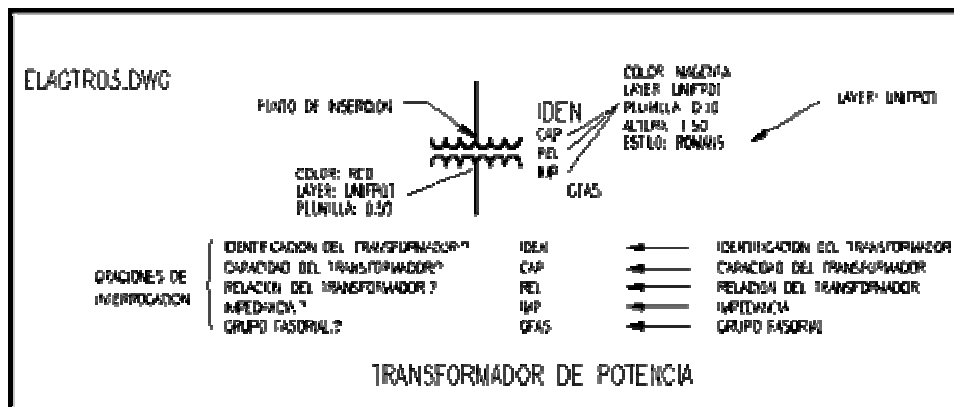 ELACTROS.DWG
PUNTO DE INSERCION
IDEN
CAP
REL
IMP
GFAS
COLOR: MAGENTA
LAYER: UNIFPOT
PLUMILLA: 0.30
ALTURA: 1.50
ESTILO: ROMANS
LAYER: UNIFPOT
COLOR: RED
LAYER: UNIFPOT
PLUMILLA: 0.50
ORACIONES DE
INTERROGACION
IDENTIFICACION DEL TRANSFORMADOR? IDEN IDENTIFICACION DEL TRANSFORMADOR
CAPACIDAD DEL TRANSFORMADOR? CAP CAPACIDAD DEL TRANSFORMADOR
RELACION DEL TRANSFORMADOR? REL RELACION DEL TRANSFORMADOR
IMPEDANCIA? IMP IMPEDANCIA
GRUPO FASORIAL? GFAS GRUPO FASORIAL
TRANSFORMADOR DE POTENCIA